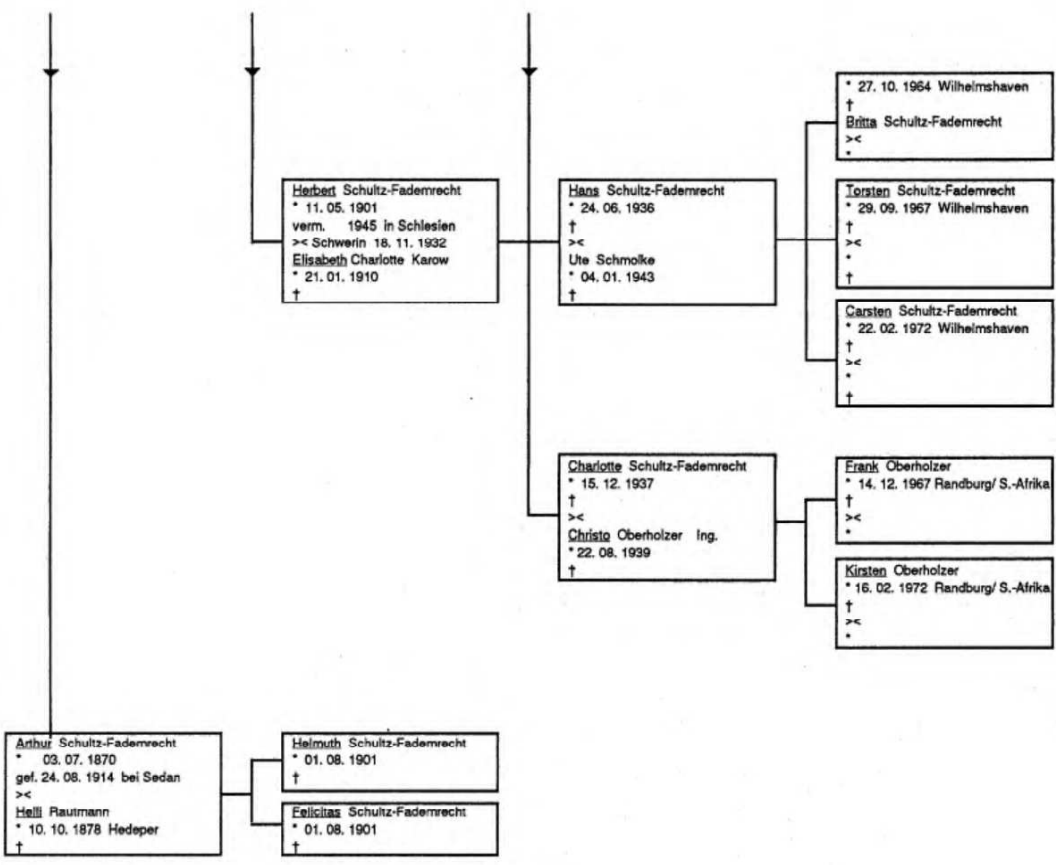 * 27. 10. 1964 Wilhelmshaven
†
Britta Schultz-Fademrecht
><
*
Herbert Schultz-Fademrecht
* 11. 05. 1901
verm. 1945 in Schlesien
>< Schwerin 18. 11. 1932
Elisabeth Charlotte Karow
* 21. 01. 1910
†
Hans Schultz-Fademrecht
* 24. 06. 1936
†
><
Ute Schmolke
* 04. 01. 1943
†
Torsten Schultz-Fademrecht
* 29. 09. 1967 Wilhelmshaven
†
><
*
†
Carsten Schultz-Fademrecht
* 22. 02. 1972 Wilhelmshaven
†
><
*
†
Charlotte Schultz-Fademrecht
* 15. 12. 1937
†
><
Christo Oberholzer Ing.
* 22. 08. 1939
†
Frank Oberholzer
* 14. 12. 1967 Randburg/ S.-Afrika
†
><
*
Kirsten Oberholzer
* 16. 02. 1972 Randburg/ S.-Afrika
†
><
*
Arthur Schultz-Fademrecht
* 03. 07. 1870
gef. 24. 08. 1914 bei Sedan
><
Helli Rautmann
* 10. 10. 1878 Hedeper
†
Helmuth Schultz-Fademrecht
* 01. 08. 1901
†
Felicitas Schultz-Fademrecht
* 01. 08. 1901
†